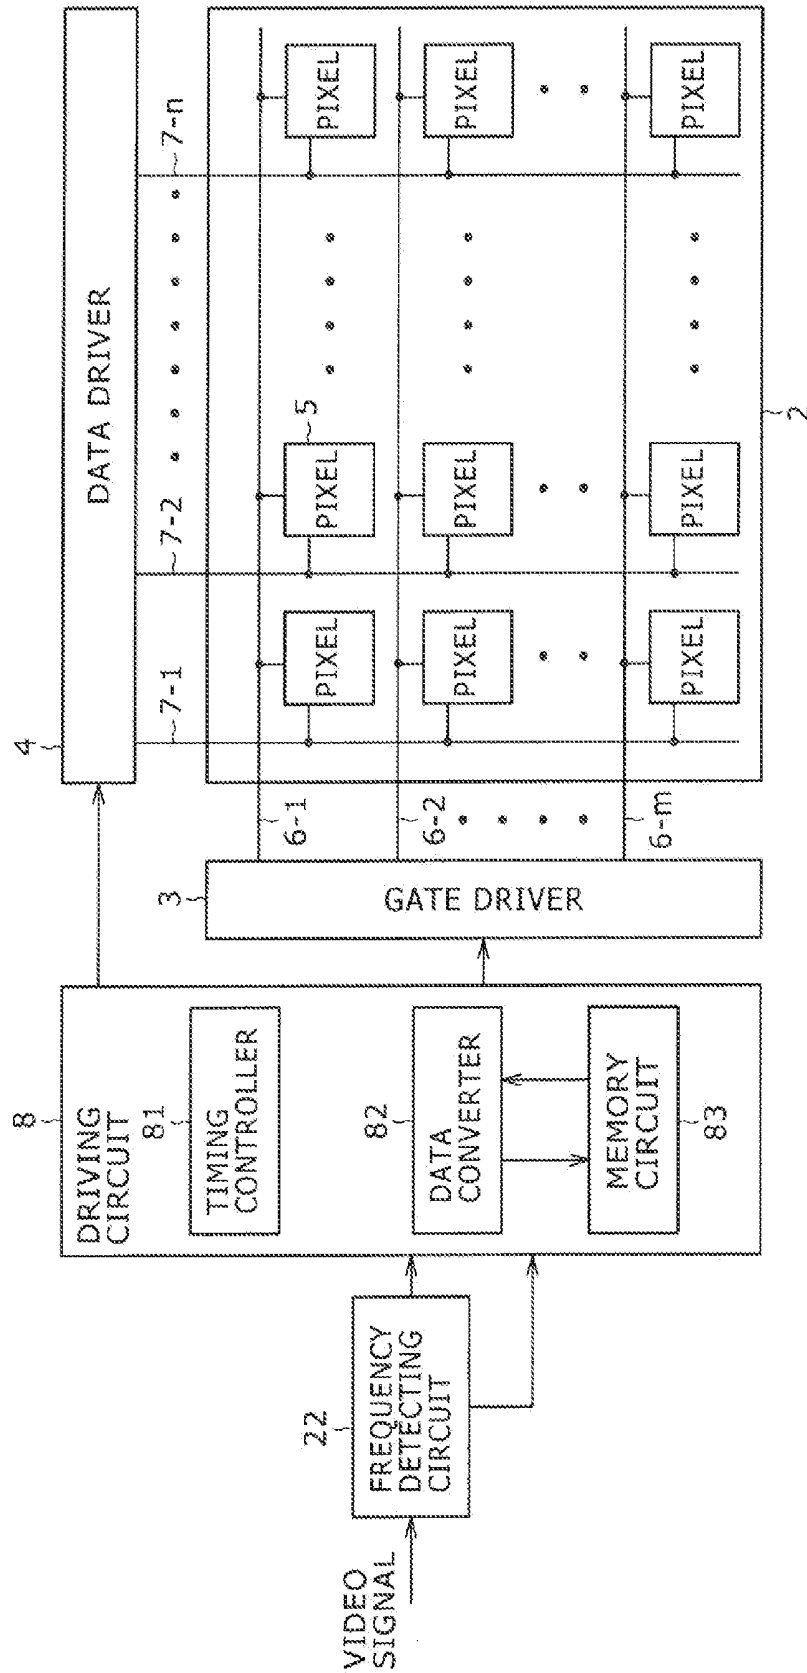 VIDEO
SIGNAL
22
FREQUENCY
DETECTING
CIRCUIT
8
DRIVING
CIRCUIT
81
TIMING
CONTROLLER
82
DATA
CONVERTER
MEMORY
CIRCUIT
83
4
DATA DRIVER
3
GATE DRIVER
7-1
7-2
7-n
6-1
PIXEL
PIXEL
5
PIXEL
6-2
PIXEL
PIXEL
PIXEL
6-m
PIXEL
PIXEL
PIXEL
2